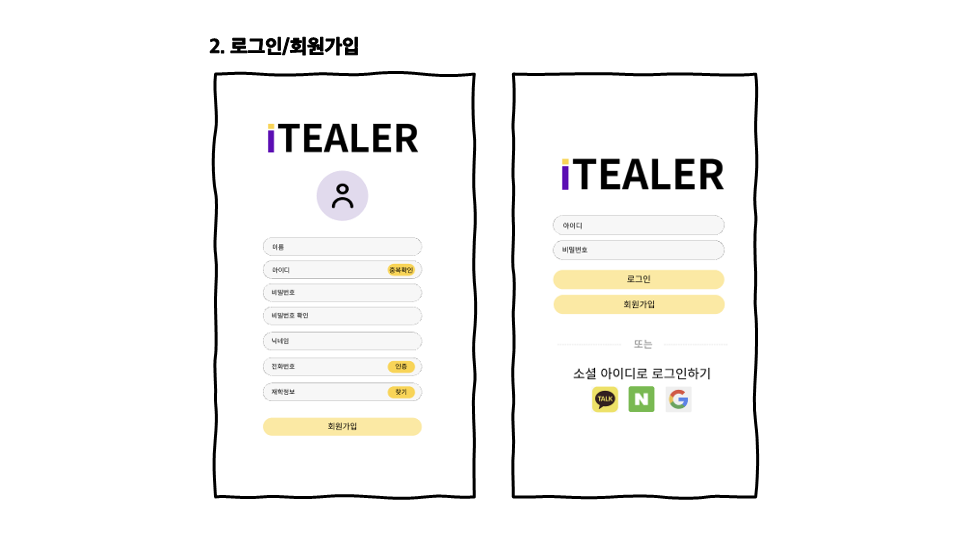 2. 로그인/회원가입
iTEALER
이름
아이디
중복확인
비밀번호
비밀번호 확인
닉네임
전화번호
인증
재학정보
찾기
회원가입
iTEALER
아이디
비밀번호
로그인
회원가입
또는
소셜 아이디로 로그인하기
TALK
N
G